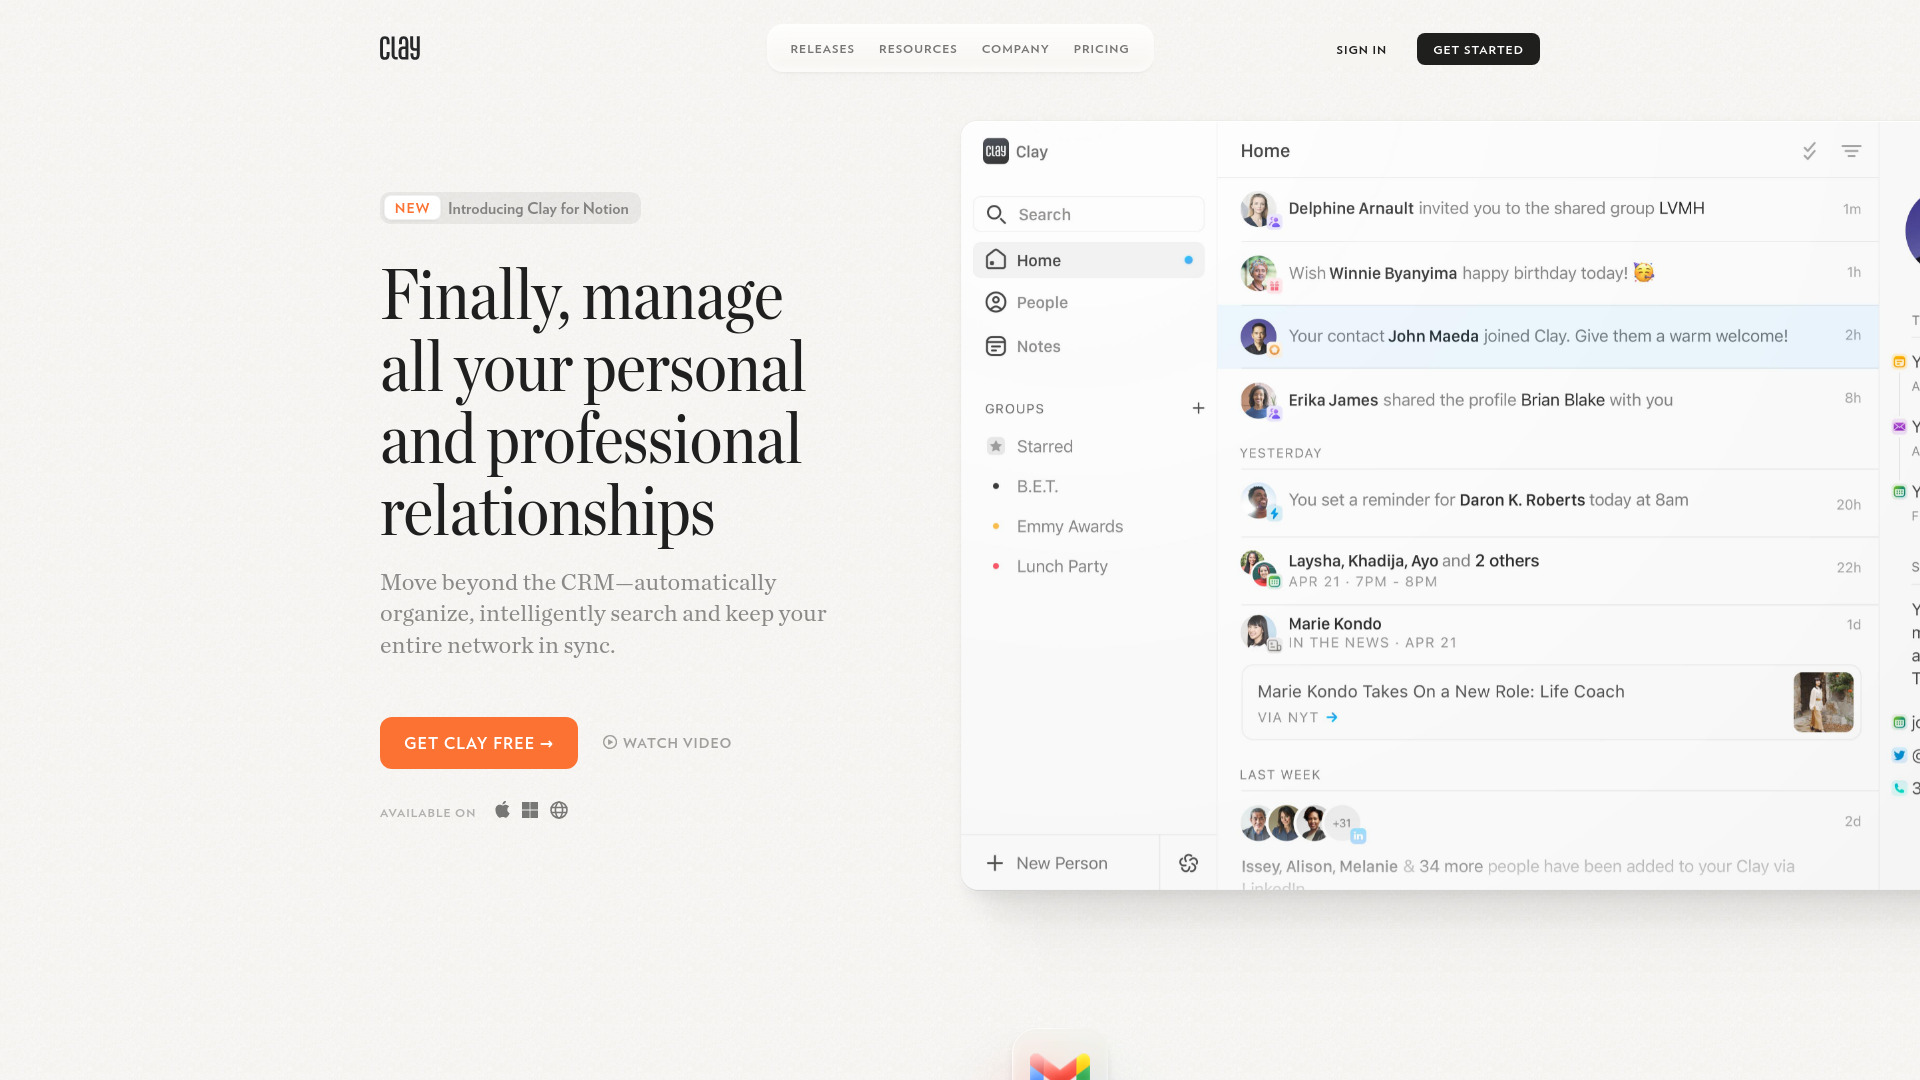 CLAY
RELEASES RESOURCES COMPANY PRICING
SIGN IN
GET STARTED
NEW Introducing Clay for Notion
Finally, manage
all your personal
and professional
relationships
Move beyond the CRM—automatically
organize, intelligently search and keep your
entire network in sync.
GET CLAY FREE →
WATCH VIDEO
AVAILABLE ON
CLAY Clay
Search
Home
People
Notes
GROUPS +
Starred
B.E.T.
Emmy Awards
Lunch Party
+ New Person
Home
Delphine Arnault invited you to the shared group LVMH 1m
Wish Winnie Byanyima happy birthday today! 🥳 1h
Your contact John Maeda joined Clay. Give them a warm welcome! 2h
Erika James shared the profile Brian Blake with you 8h
YESTERDAY
You set a reminder for Daron K. Roberts today at 8am 20h
Laysha, Khadija, Ayo and 2 others 22h
APR 21 · 7PM - 8PM
Marie Kondo 1d
IN THE NEWS · APR 21
Marie Kondo Takes On a New Role: Life Coach
VIA NYT →
LAST WEEK
+31 in 2d
Issey, Alison, Melanie & 34 more people have been added to your Clay via
LinkedIn